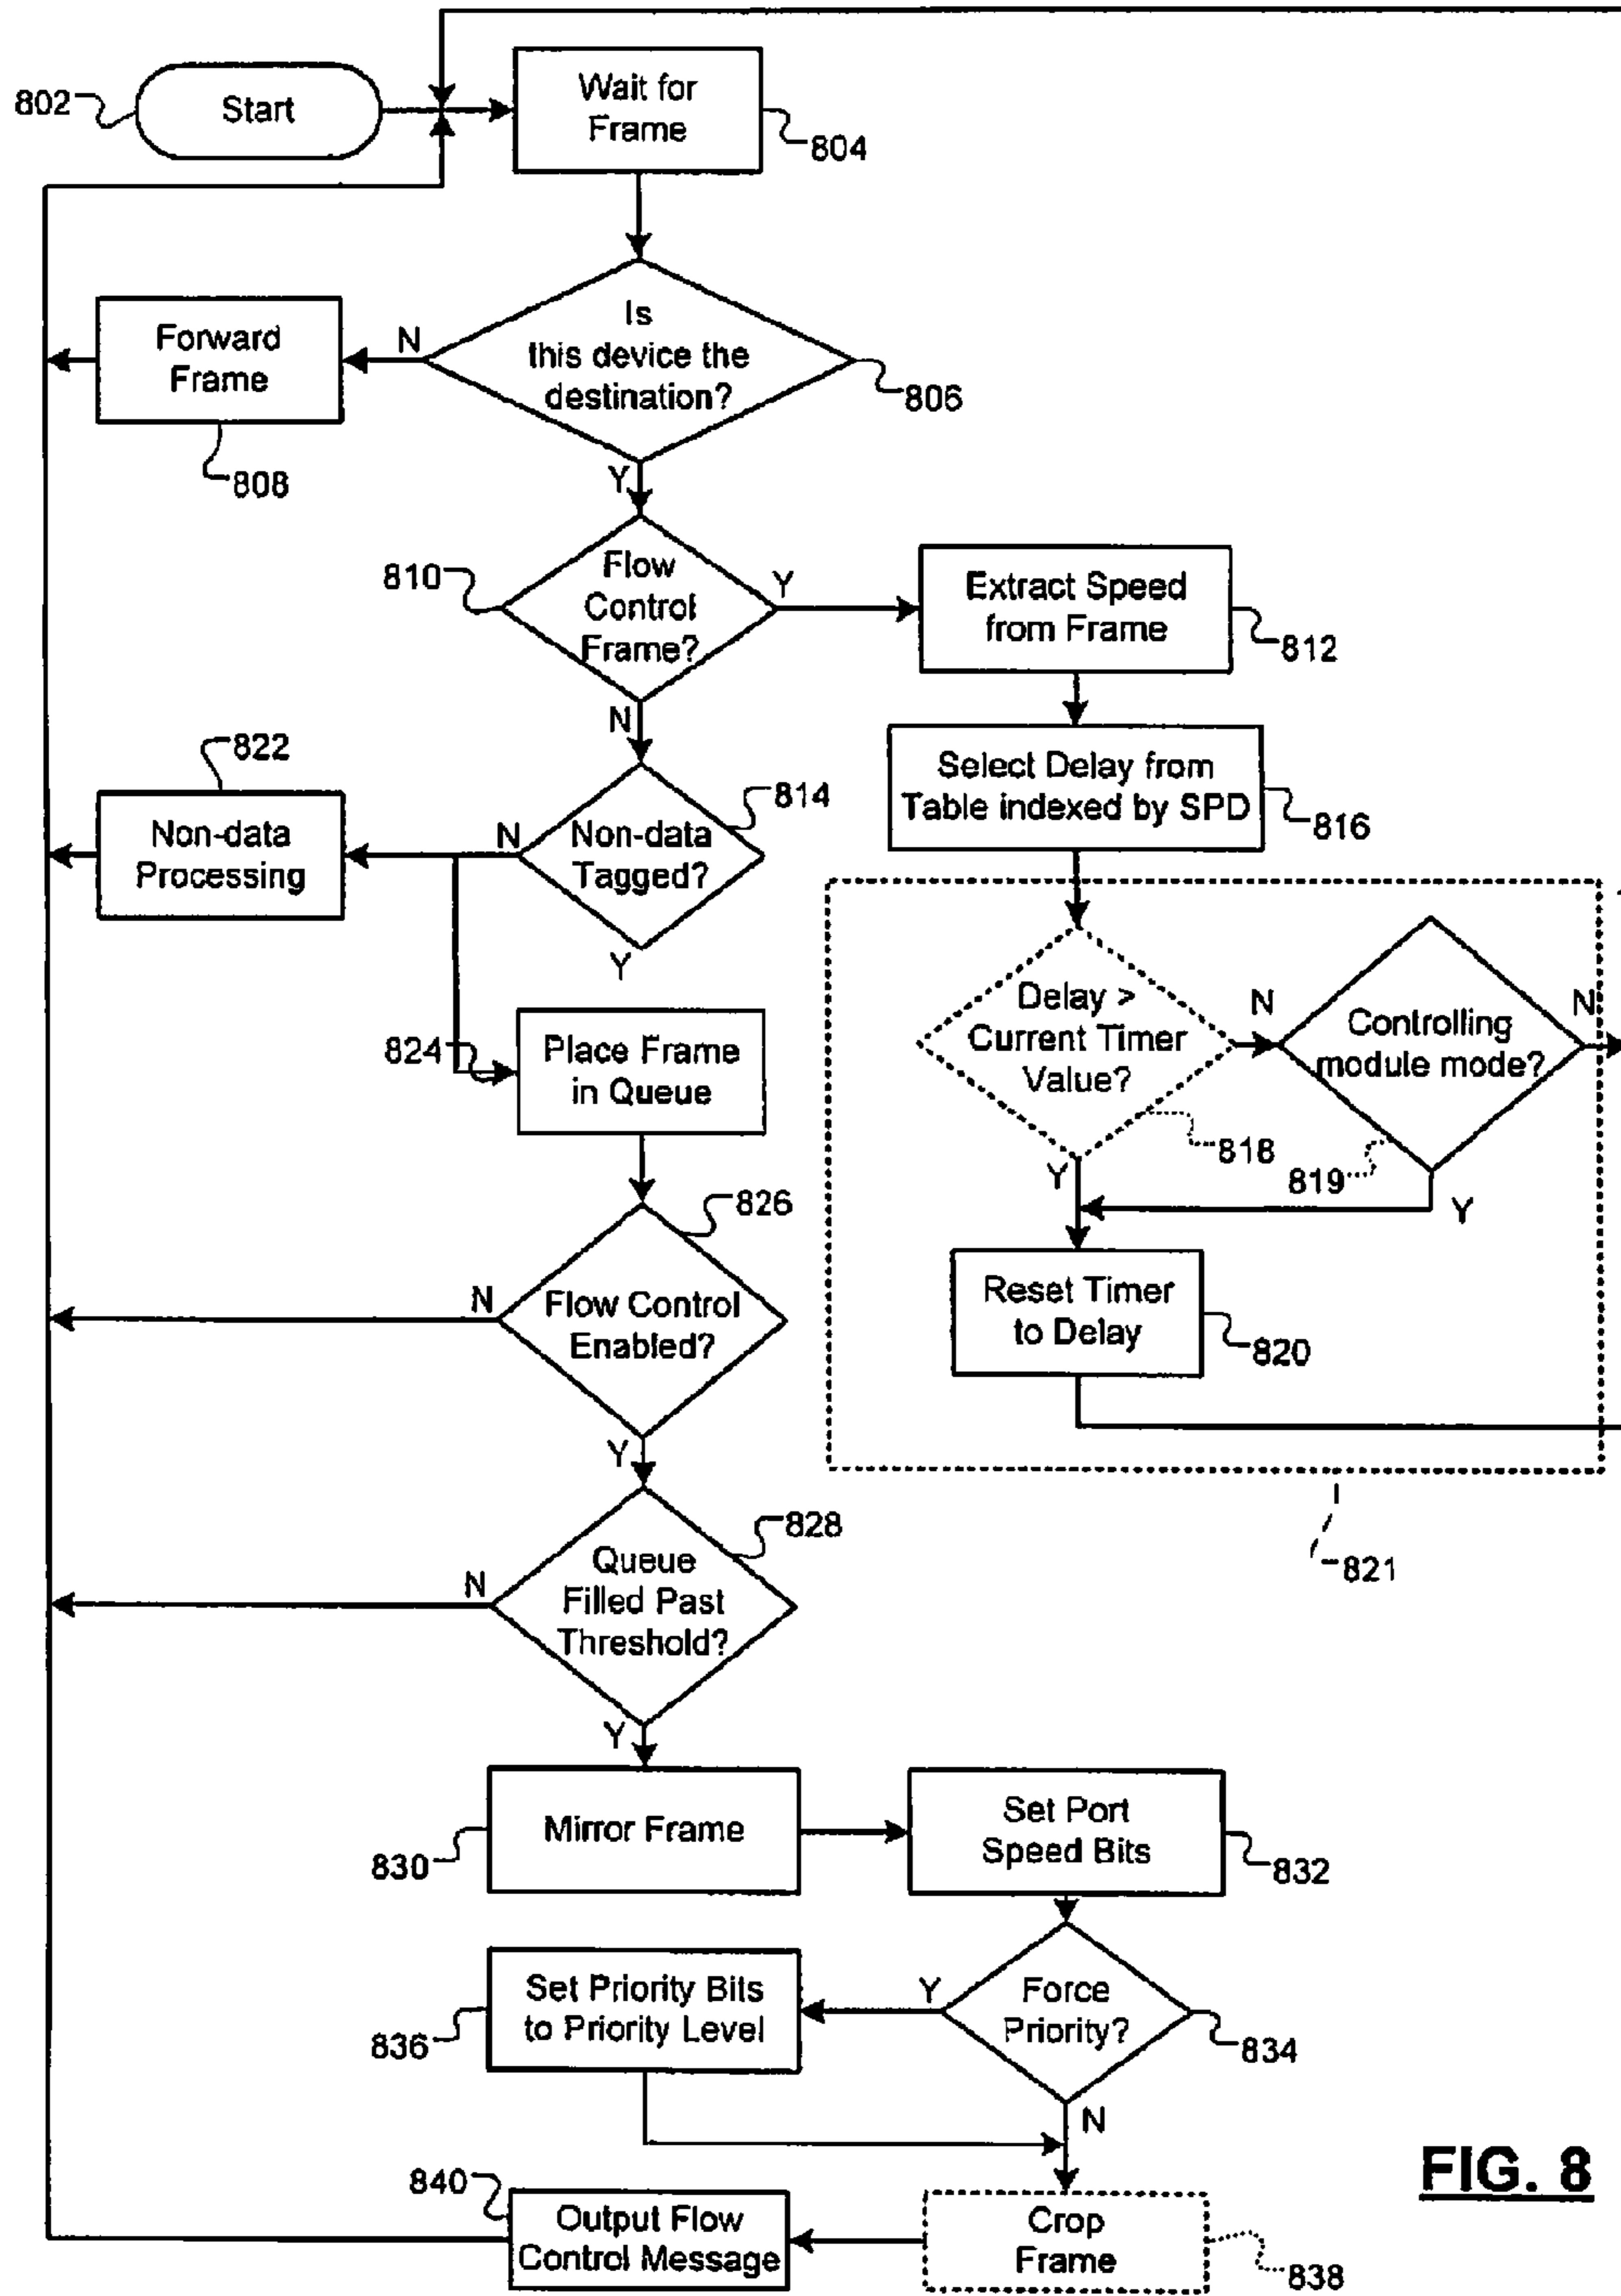 802
Start
Wait for
Frame
804
Is
this device the
destination?
806
N
Forward
Frame
808
Y
810
Flow
Control
Frame?
Y
Extract Speed
from Frame
812
N
822
Non-data
Processing
N
Non-data
Tagged?
814
Y
Select Delay from
Table indexed by SPD
816
Delay >
Current Timer
Value?
818
N
Controlling
module mode?
819
N
Y
Y
824
Place Frame
in Queue
Reset Timer
to Delay
820
821
826
N
Flow Control
Enabled?
Y
828
N
Queue
Filled Past
Threshold?
Y
Mirror Frame
830
Set Port
Speed Bits
832
Set Priority Bits
to Priority Level
836
Y
Force
Priority?
834
N
840
Output Flow
Control Message
Crop
Frame
838
FIG. 8